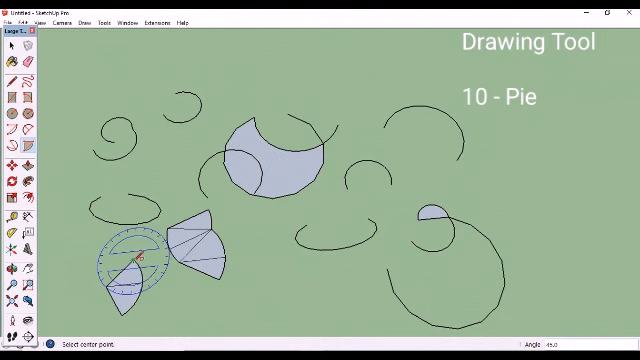 Untitled - SketchUp Pro
File Edit View Camera Draw Tools Window Extensions Help
Large T...
Drawing Tool
10 - Pie
Select center point.
Angle 45.0